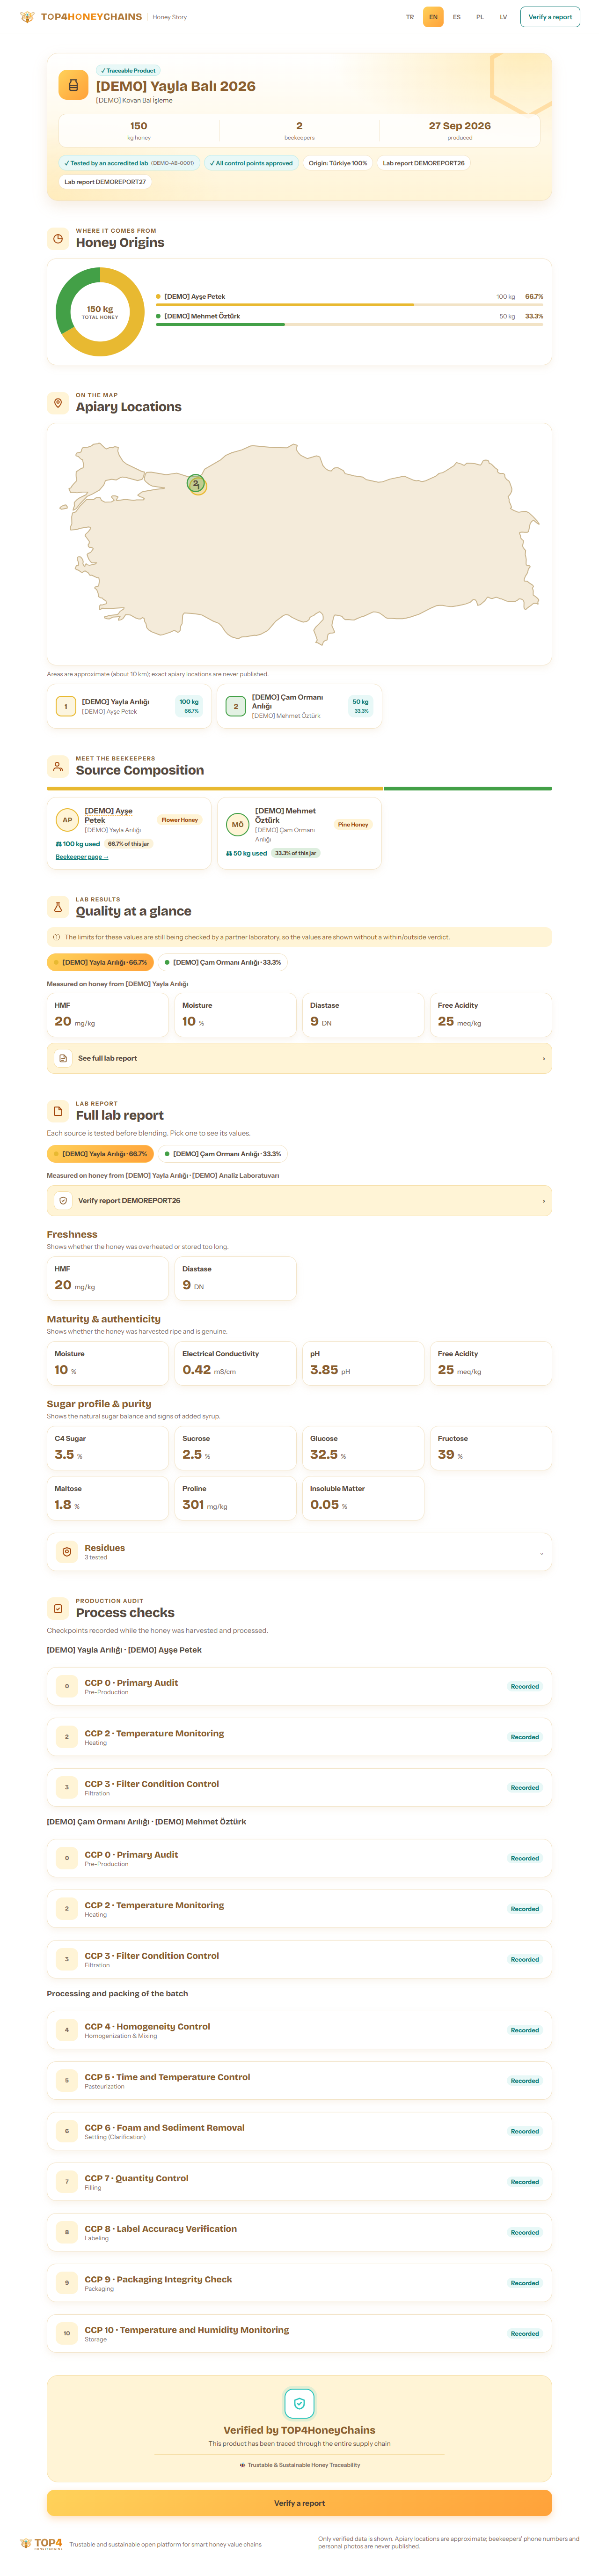 TOP4HONEYCHAINS
Honey Story
TR EN ES PL LV
Verify a report
✓ Traceable Product
[DEMO] Yayla Balı 2026
[DEMO] Kovan Bal İşleme
150
kg honey
2
beekeepers
27 Sep 2026
produced
✓ Tested by an accredited lab (DEMO-AB-0001)
✓ All control points approved
Origin: Türkiye 100%
Lab report DEMOREPORT26
Lab report DEMOREPORT27
WHERE IT COMES FROM
Honey Origins
150 kg
TOTAL HONEY
[DEMO] Ayşe Petek 100 kg 66.7%
[DEMO] Mehmet Öztürk 50 kg 33.3%
ON THE MAP
Apiary Locations
2
1
Areas are approximate (about 10 km); exact apiary locations are never published.
1
[DEMO] Yayla Arılığı
[DEMO] Ayşe Petek
100 kg
66.7%
2
[DEMO] Çam Ormanı
Arılığı
[DEMO] Mehmet Öztürk
50 kg
33.3%
MEET THE BEEKEEPERS
Source Composition
AP
[DEMO] Ayşe
Petek
[DEMO] Yayla Arılığı
Flower Honey
100 kg used 66.7% of this jar
Beekeeper page →
MÖ
[DEMO] Mehmet
Öztürk
[DEMO] Çam Ormanı
Arılığı
Pine Honey
50 kg used 33.3% of this jar
LAB RESULTS
Quality at a glance
The limits for these values are still being checked by a partner laboratory, so the values are shown without a within/outside verdict.
[DEMO] Yayla Arılığı · 66.7%
[DEMO] Çam Ormanı Arılığı · 33.3%
Measured on honey from [DEMO] Yayla Arılığı
HMF
20 mg/kg
Moisture
10 %
Diastase
9 DN
Free Acidity
25 meq/kg
See full lab report ›
LAB REPORT
Full lab report
Each source is tested before blending. Pick one to see its values.
[DEMO] Yayla Arılığı · 66.7%
[DEMO] Çam Ormanı Arılığı · 33.3%
Measured on honey from [DEMO] Yayla Arılığı · [DEMO] Analiz Laboratuvarı
Verify report DEMOREPORT26 ›
Freshness
Shows whether the honey was overheated or stored too long.
HMF
20 mg/kg
Diastase
9 DN
Maturity & authenticity
Shows whether the honey was harvested ripe and is genuine.
Moisture
10 %
Electrical Conductivity
0.42 mS/cm
pH
3.85 pH
Free Acidity
25 meq/kg
Sugar profile & purity
Shows the natural sugar balance and signs of added syrup.
C4 Sugar
3.5 %
Sucrose
2.5 %
Glucose
32.5 %
Fructose
39 %
Maltose
1.8 %
Proline
301 mg/kg
Insoluble Matter
0.05 %
Residues
3 tested
PRODUCTION AUDIT
Process checks
Checkpoints recorded while the honey was harvested and processed.
[DEMO] Yayla Arılığı · [DEMO] Ayşe Petek
0
CCP 0 · Primary Audit
Pre-Production
Recorded
2
CCP 2 · Temperature Monitoring
Heating
Recorded
3
CCP 3 · Filter Condition Control
Filtration
Recorded
[DEMO] Çam Ormanı Arılığı · [DEMO] Mehmet Öztürk
0
CCP 0 · Primary Audit
Pre-Production
Recorded
2
CCP 2 · Temperature Monitoring
Heating
Recorded
3
CCP 3 · Filter Condition Control
Filtration
Recorded
Processing and packing of the batch
4
CCP 4 · Homogeneity Control
Homogenization & Mixing
Recorded
5
CCP 5 · Time and Temperature Control
Pasteurization
Recorded
6
CCP 6 · Foam and Sediment Removal
Settling (Clarification)
Recorded
7
CCP 7 · Quantity Control
Filling
Recorded
8
CCP 8 · Label Accuracy Verification
Labeling
Recorded
9
CCP 9 · Packaging Integrity Check
Packaging
Recorded
10
CCP 10 · Temperature and Humidity Monitoring
Storage
Recorded
Verified by TOP4HoneyChains
This product has been traced through the entire supply chain
Trustable & Sustainable Honey Traceability
Verify a report
TOP4
HONEYCHAINS
Trustable and sustainable open platform for smart honey value chains
Only verified data is shown. Apiary locations are approximate; beekeepers' phone numbers and
personal photos are never published.